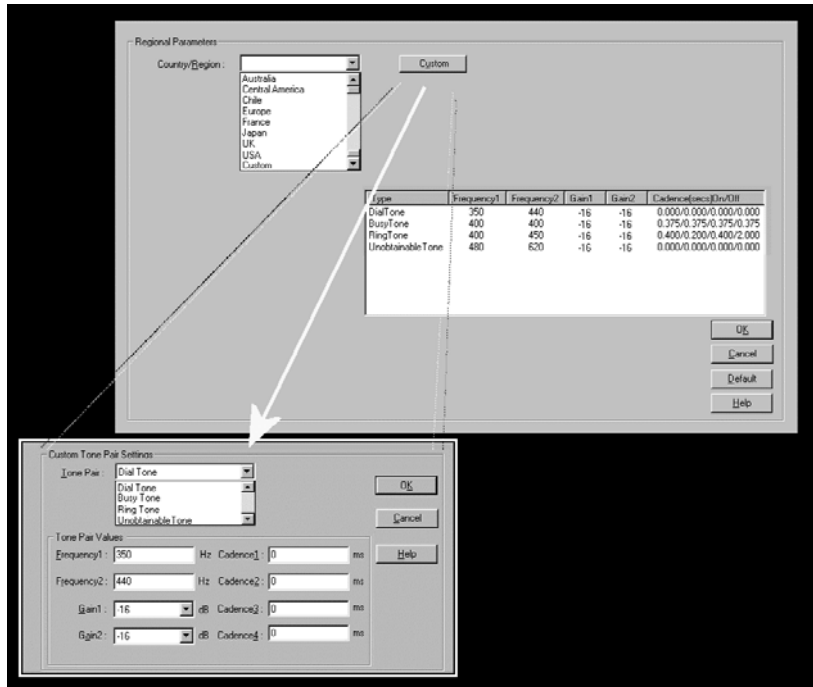 Regional Parameters
Country/Region :
Custom
Australia
Central America
Chile
Europe
France
Japan
UK
USA
Custom
Type Frequency1 Frequency2 Gain1 Gain2 Cadence(secs)On/Off
DialTone 350 440 -16 -16 0.000/0.000/0.000/0.000
BusyTone 400 400 -16 -16 0.375/0.375/0.375/0.375
RingTone 400 450 -16 -16 0.400/0.200/0.400/2.000
UnobtainableTone 480 620 -16 -16 0.000/0.000/0.000/0.000
OK
Cancel
Default
Help
Custom Tone Pair Settings
Tone Pair : Dial Tone
Dial Tone
Busy Tone
Ring Tone
Unobtainable Tone
OK
Cancel
Help
Tone Pair Values
Frequency1 : 350 Hz Cadence1 : 0 ms
Frequency2 : 440 Hz Cadence2 : 0 ms
Gain1 : -16 dB Cadence3 : 0 ms
Gain2 : -16 dB Cadence4 : 0 ms